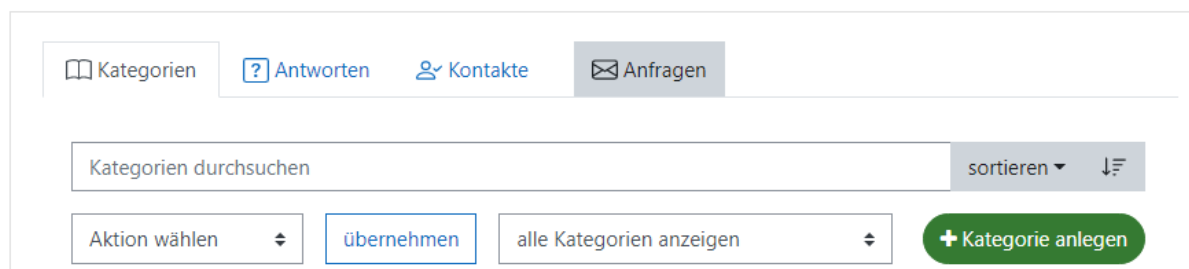 Kategorien Antworten Kontakte Anfragen
Kategorien durchsuchen sortieren
Aktion wählen übernehmen alle Kategorien anzeigen Kategorie anlegen